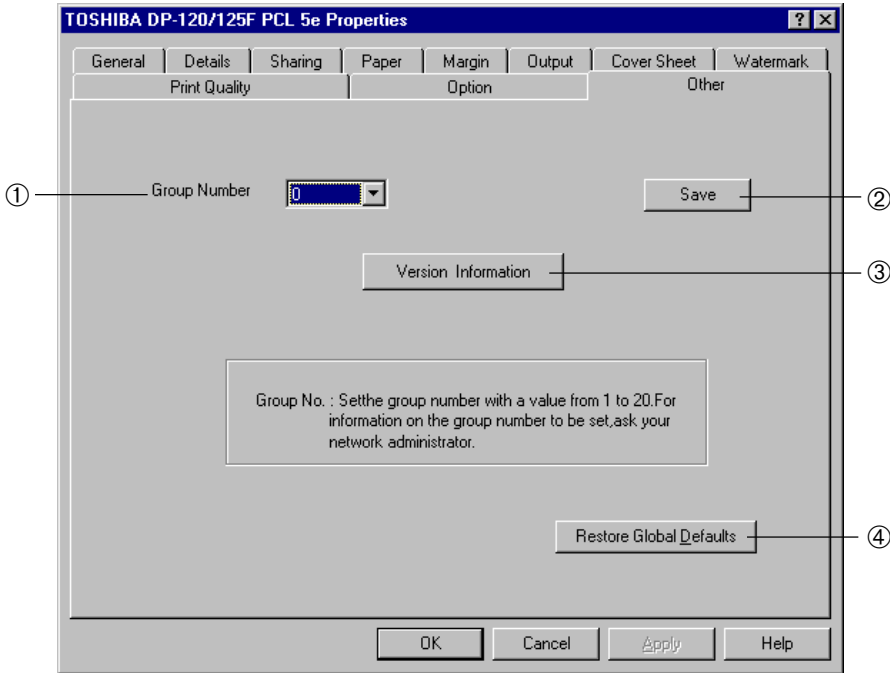 TOSHIBA DP-120/125F PCL 5e Properties ? ×
General Details Sharing Paper Margin Output Cover Sheet Watermark
Print Quality Option Other
① Group Number 0 Save ②
Version Information ③
Group No. : Setthe group number with a value from 1 to 20.For
information on the group number to be set,ask your
network administrator.
Restore Global Defaults ④
OK Cancel Apply Help